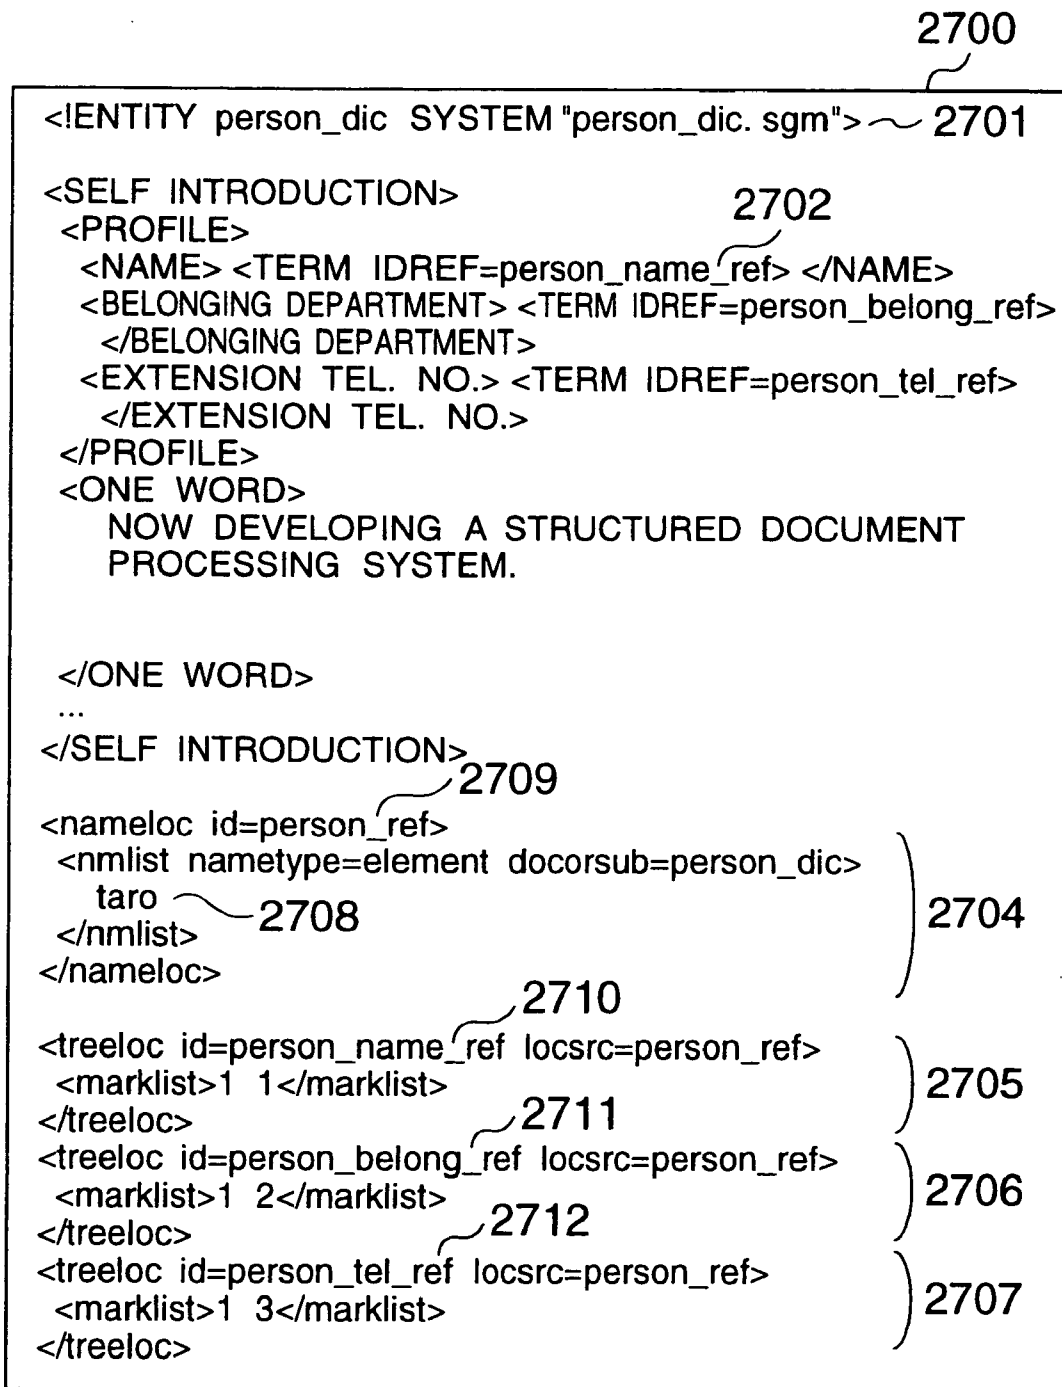 2700
<!ENTITY person_dic SYSTEM "person_dic. sgm"> 2701
<SELF INTRODUCTION>
2702
<PROFILE>
<NAME> <TERM IDREF=person_name_ref> </NAME>
<BELONGING DEPARTMENT> <TERM IDREF=person_belong_ref>
</BELONGING DEPARTMENT>
<EXTENSION TEL. NO.> <TERM IDREF=person_tel_ref>
</EXTENSION TEL. NO.>
</PROFILE>
<ONE WORD>
NOW DEVELOPING A STRUCTURED DOCUMENT
PROCESSING SYSTEM.
</ONE WORD>
...
</SELF INTRODUCTION>
2709
<nameloc id=person_ref>
<nmlist nametype=element docorsub=person_dic>
taro 2708
2704
</nmlist>
</nameloc>
2710
<treeloc id=person_name_ref locsrc=person_ref>
<marklist>1 1</marklist> 2705
</treeloc>
2711
<treeloc id=person_belong_ref locsrc=person_ref>
<marklist>1 2</marklist> 2706
</treeloc>
2712
<treeloc id=person_tel_ref locsrc=person_ref>
<marklist>1 3</marklist> 2707
</treeloc>